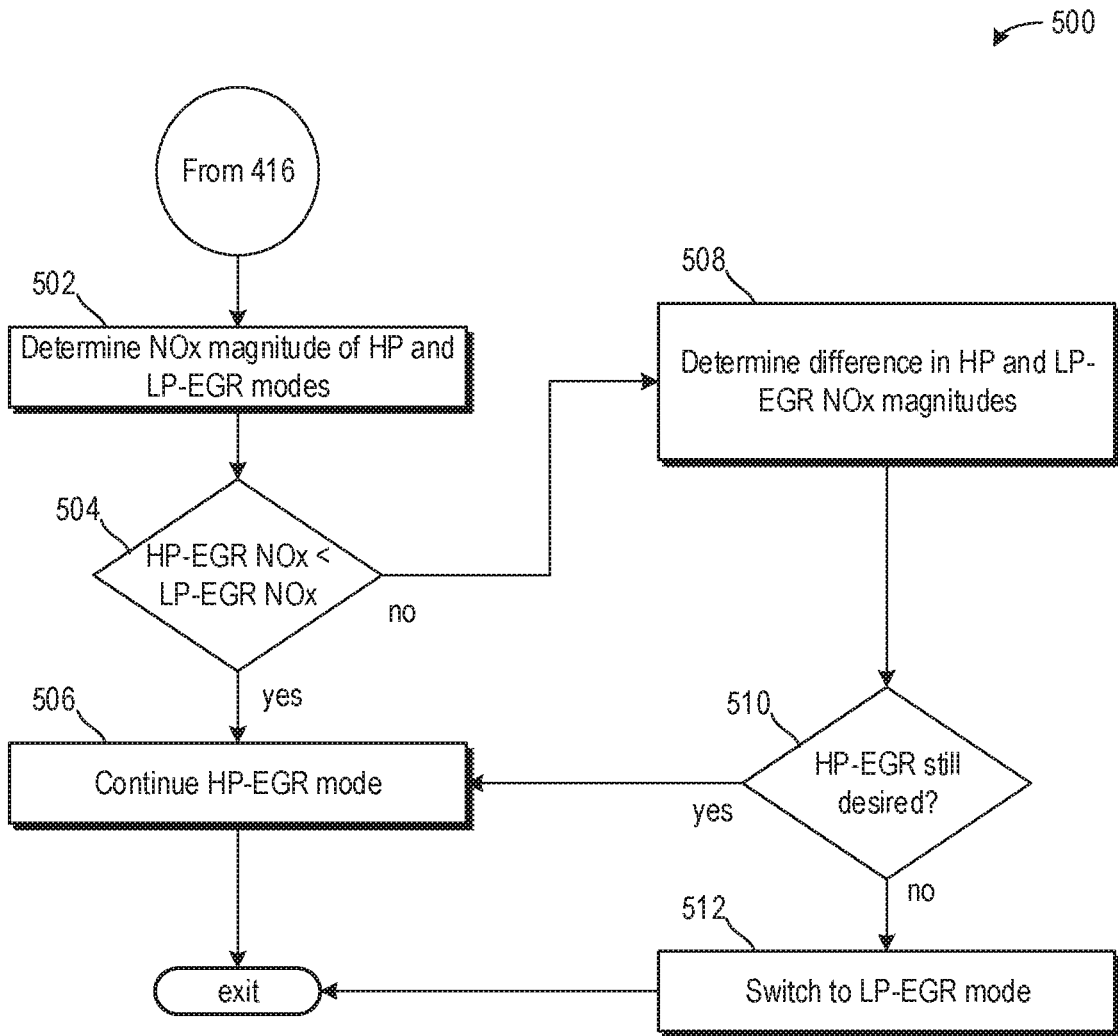 500
From 416
502
Determine NOx magnitude of HP and
LP-EGR modes
504
HP-EGR NOx <
LP-EGR NOx
no
yes
506
Continue HP-EGR mode
exit
508
Determine difference in HP and LP-
EGR NOx magnitudes
510
HP-EGR still
desired?
yes
no
512
Switch to LP-EGR mode